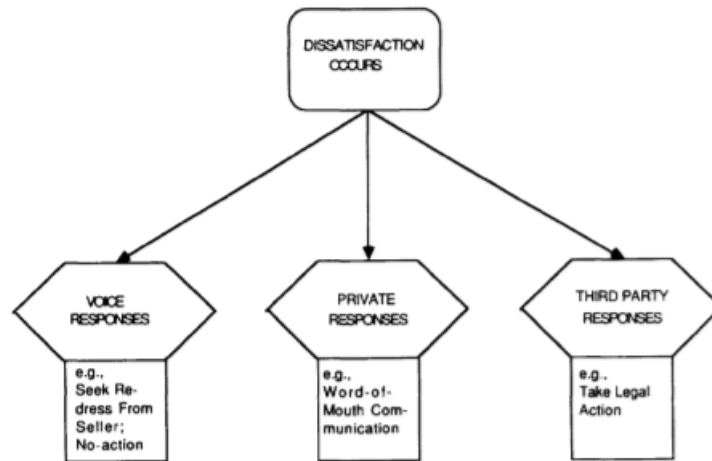 DISSATISFACTION
OCCURS
VOICE
RESPONSES
e.g.,
Seek Re-
dress From
Seller;
No-action
PRIVATE
RESPONSES
e.g.,
Word-of-
Mouth Com-
munication
THIRD PARTY
RESPONSES
e.g.,
Take Legal
Action